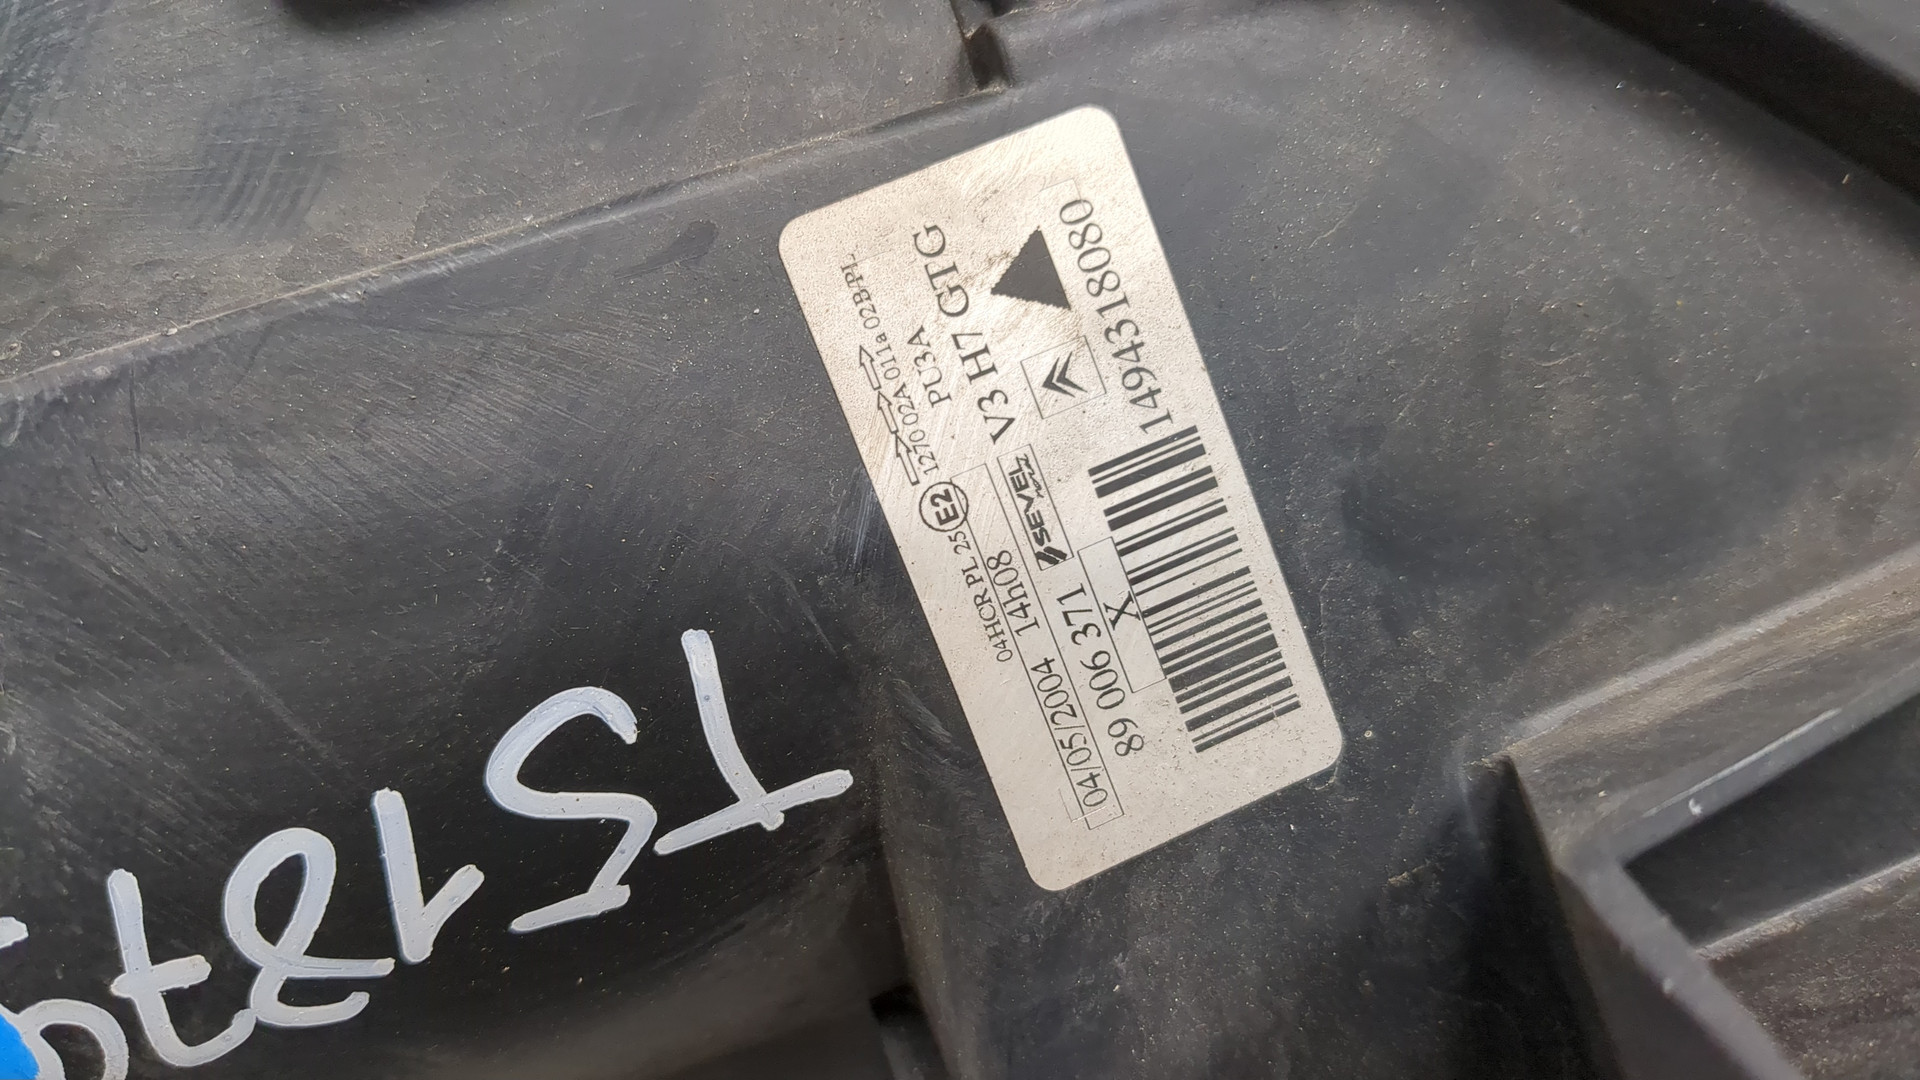 04HCR PL 25 E2 1270 02A 011a 02B/PL
PU3A
04/05/2004 14h08
SEVEL V3 H7 GTG
89 006 371
X
1494318080